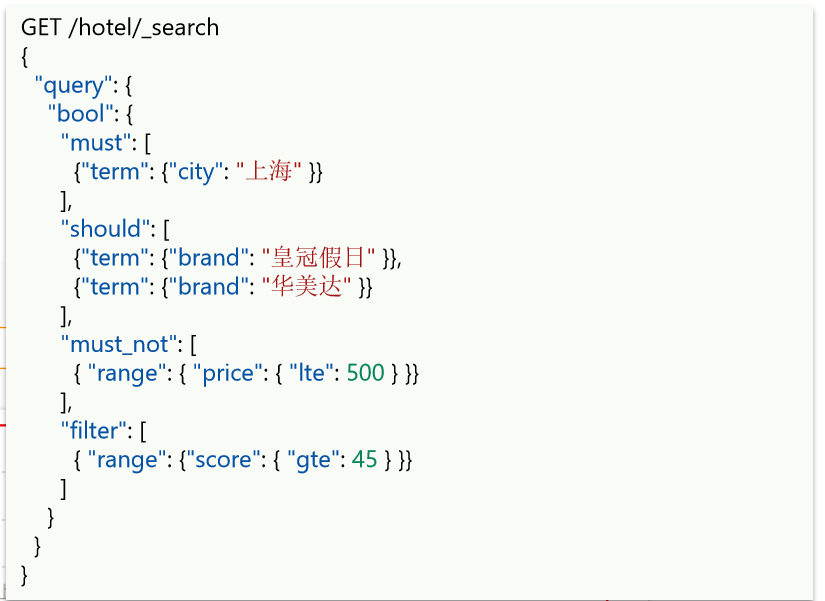 GET /hotel/_search
{
  "query": {
    "bool": {
      "must": [
        {"term": {"city": "上海" }}
      ],
      "should": [
        {"term": {"brand": "皇冠假日" }},
        {"term": {"brand": "华美达" }}
      ],
      "must_not": [
        { "range": { "price": { "lte": 500 } }}
      ],
      "filter": [
        { "range": {"score": { "gte": 45 } }}
      ]
    }
  }
}